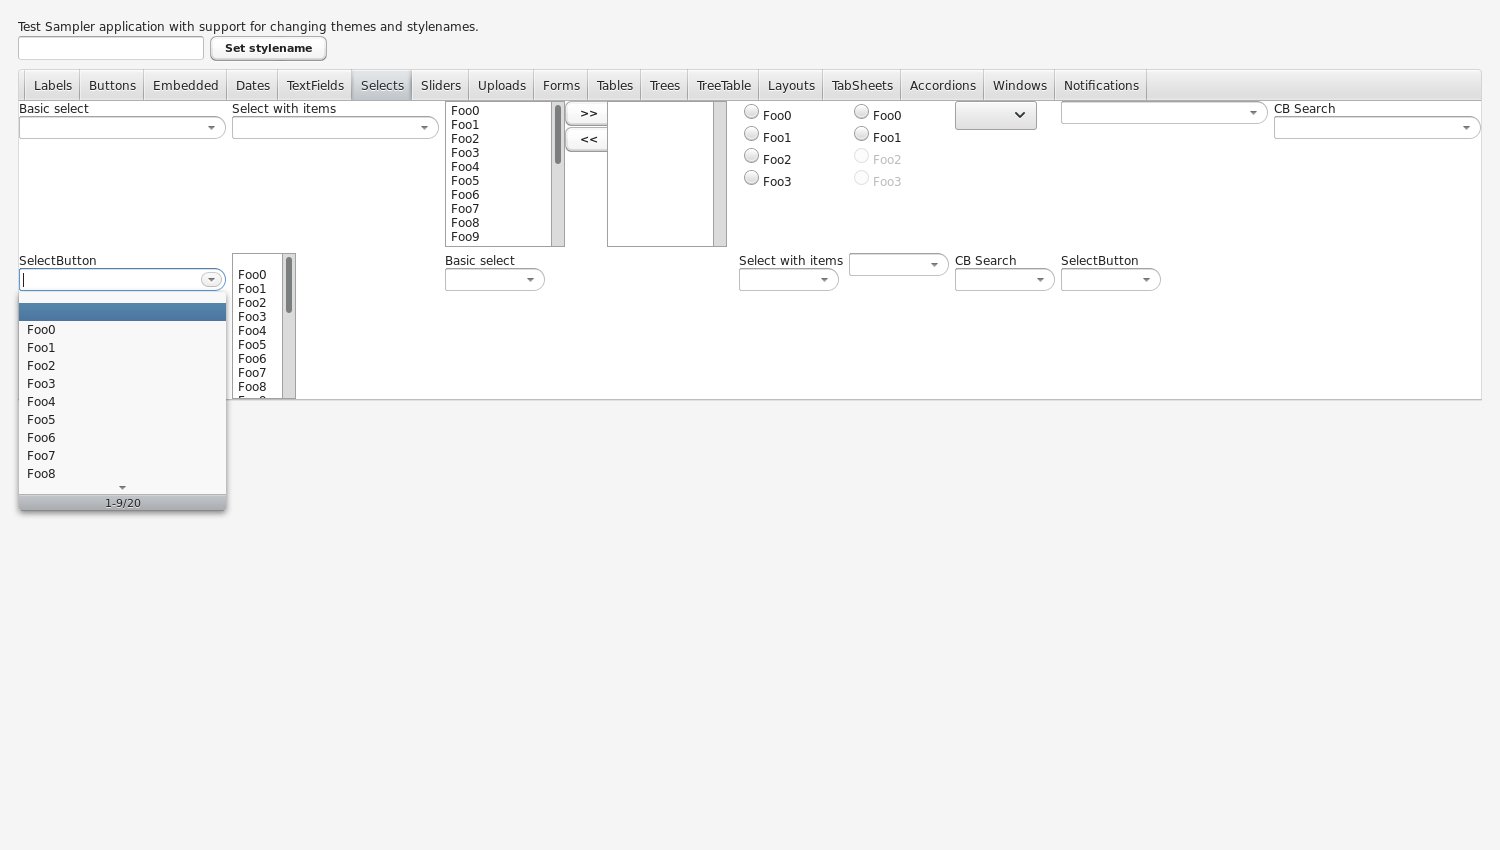 Test Sampler application with support for changing themes and stylenames.
Set stylename
Labels Buttons Embedded Dates TextFields Selects Sliders Uploads Forms Tables Trees TreeTable Layouts TabSheets Accordions Windows Notifications
Basic select
Select with items
Foo0
Foo1
Foo2
Foo3
Foo4
Foo5
Foo6
Foo7
Foo8
Foo9
>>
<<
Foo0
Foo1
Foo2
Foo3
Foo0
Foo1
Foo2
Foo3
CB Search
SelectButton
Foo0
Foo1
Foo2
Foo3
Foo4
Foo5
Foo6
Foo7
Foo8
1-9/20
Foo0
Foo1
Foo2
Foo3
Foo4
Foo5
Foo6
Foo7
Foo8
Basic select
Select with items
CB Search
SelectButton